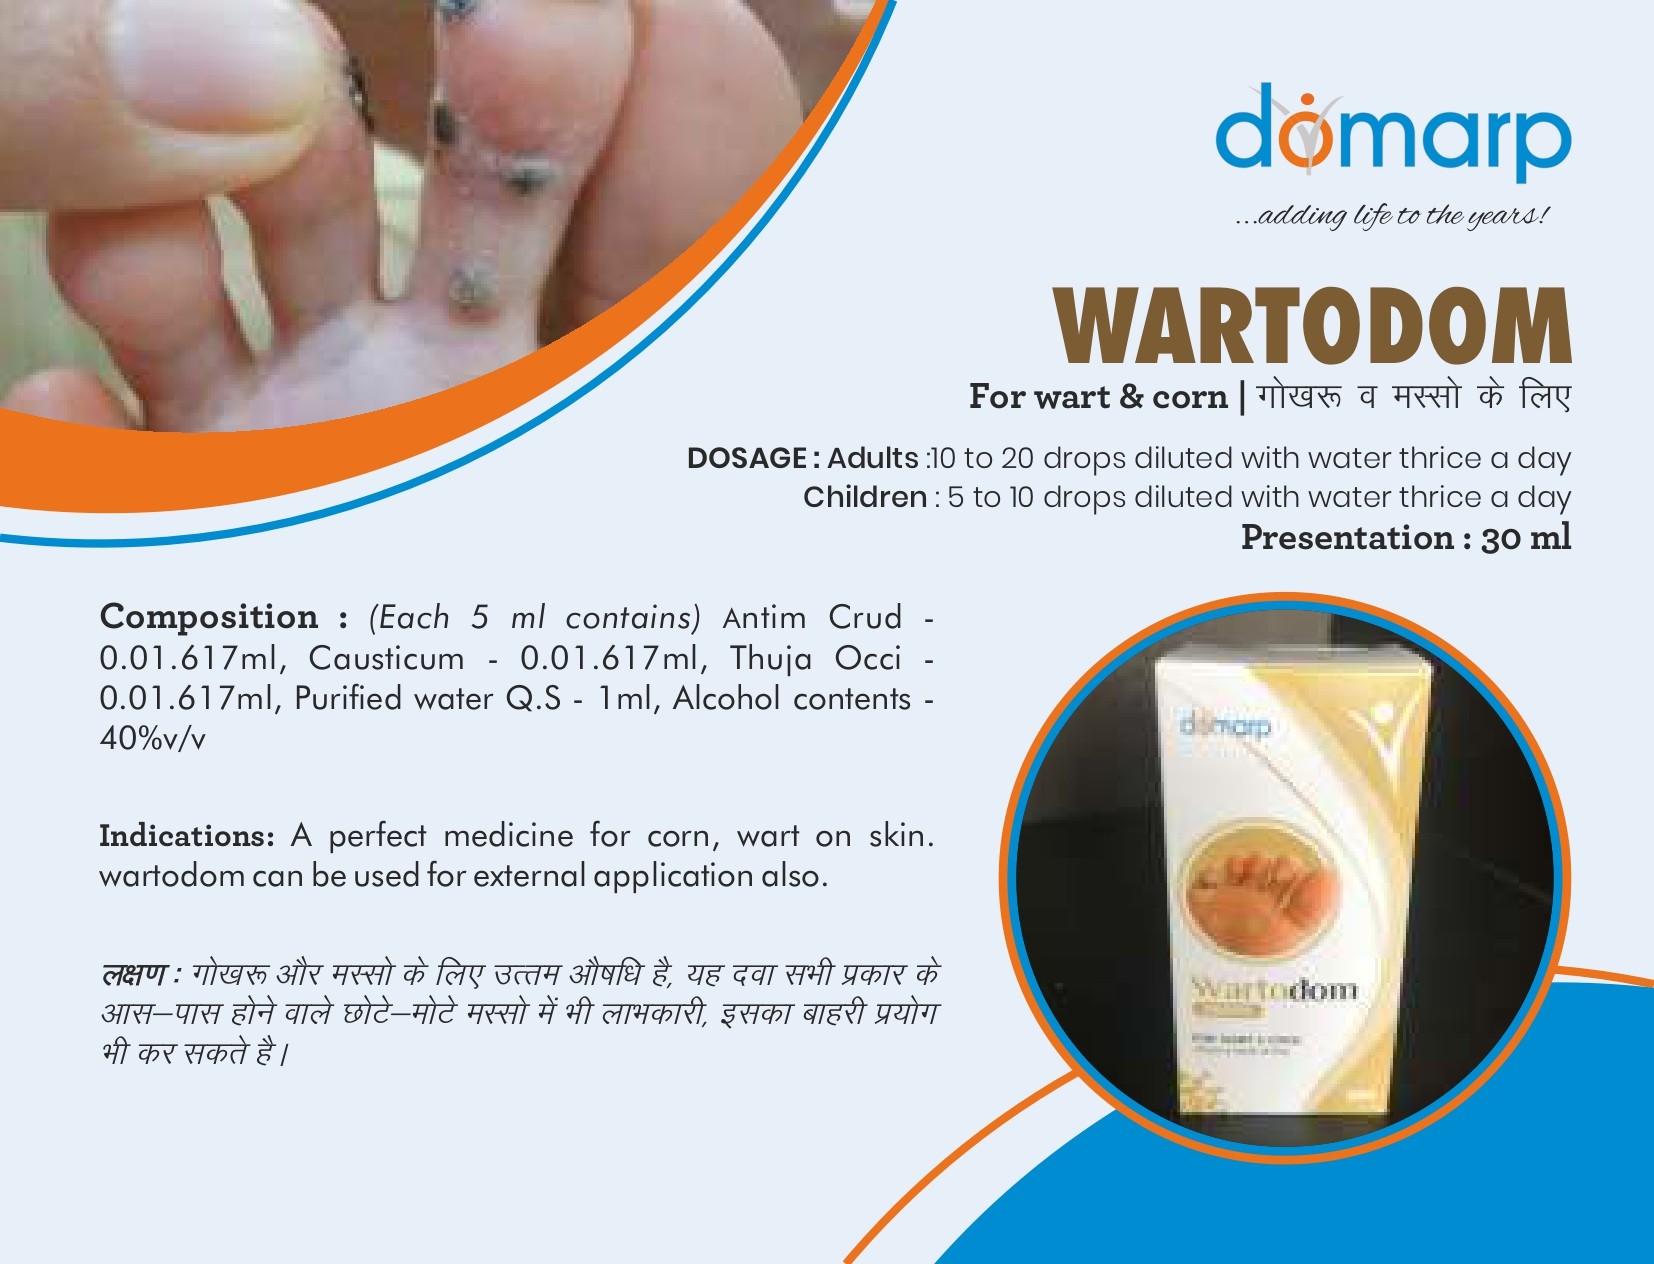 domarp
...adding life to the years!
WARTODOM
For wart & corn | गोखरू व मस्सो के लिए
DOSAGE : Adults :10 to 20 drops diluted with water thrice a day
Children : 5 to 10 drops diluted with water thrice a day
Presentation : 30 ml
Composition : (Each 5 ml contains) Antim Crud -
0.01.617ml, Causticum - 0.01.617ml, Thuja Occi -
0.01.617ml, Purified water Q.S - 1ml, Alcohol contents -
40%v/v
Indications: A perfect medicine for corn, wart on skin.
wartodom can be used for external application also.
लक्षण : गोखरू और मस्सो के लिए उत्तम औषधि है, यह दवा सभी प्रकार के
आस–पास होने वाले छोटे–मोटे मस्सो में भी लाभकारी, इसका बाहरी प्रयोग
भी कर सकते है।
domarp
Wartodom